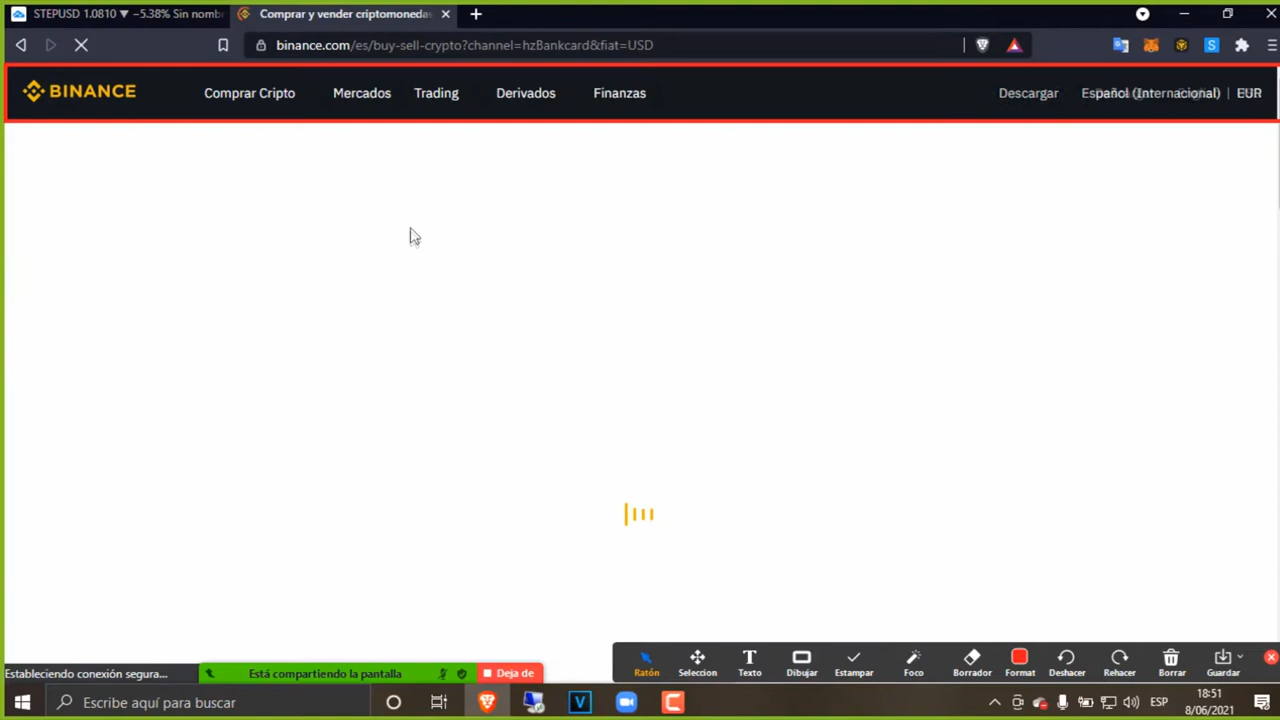 STEPUSD 1.0810 ▼ −5.38% Sin nomb
Comprar y vender criptomonedas
binance.com/es/buy-sell-crypto?channel=hzBankcard&fiat=USD
BINANCE
Comprar Cripto
Mercados
Trading
Derivados
Finanzas
Descargar
Español (Internacional) | EUR
Estableciendo conexión segura...
Está compartiendo la pantalla
Deja de
Ratón
Seleccion
Texto
Dibujar
Estampar
Foco
Borrador
Format
Deshacer
Rehacer
Borrar
Guardar
Escribe aquí para buscar
ESP
18:51
8/06/2021